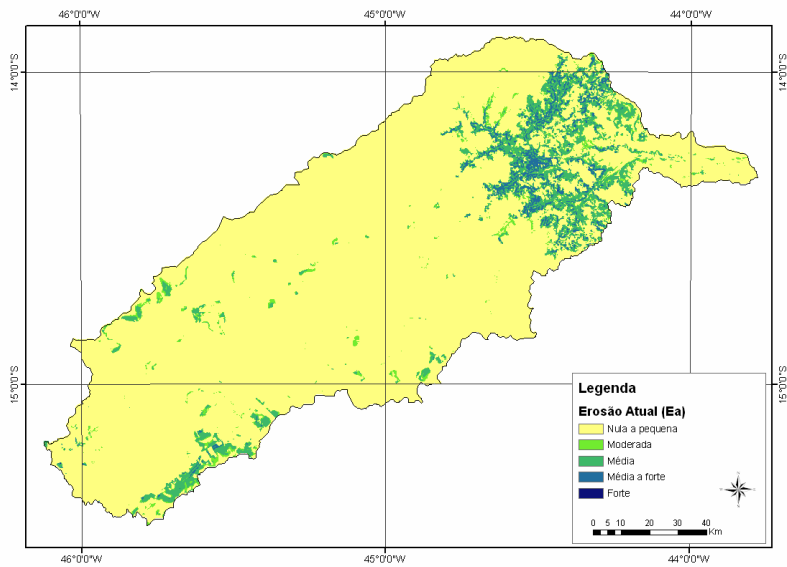 46°0'0"W 45°0'0"W 44°0'0"W
14°0'0"S 14°0'0"S
15°0'0"S 15°0'0"S
Legenda
Erosão Atual (Ea)
Nula a pequena
Moderada
Média
Média a forte
Forte
0 5 10 20 30 40
Km
46°0'0"W 45°0'0"W 44°0'0"W